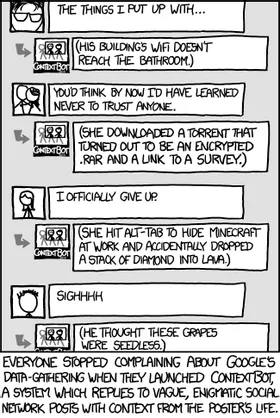 THE THINGS I PUT UP WITH...
(HIS BUILDING'S WIFI DOESN'T
REACH THE BATHROOM.)
CONTEXTBOT
YOU'D THINK BY NOW I'D HAVE LEARNED
NEVER TO TRUST ANYONE.
(SHE DOWNLOADED A TORRENT THAT
TURNED OUT TO BE AN ENCRYPTED
.RAR AND A LINK TO A SURVEY.)
CONTEXTBOT
I OFFICIALLY GIVE UP.
(SHE HIT ALT-TAB TO HIDE MINECRAFT
AT WORK AND ACCIDENTALLY DROPPED
A STACK OF DIAMOND INTO LAVA.)
CONTEXTBOT
SIGHHHH
(HE THOUGHT THESE GRAPES
WERE SEEDLESS.)
CONTEXTBOT
EVERYONE STOPPED COMPLAINING ABOUT GOOGLE'S
DATA-GATHERING WHEN THEY LAUNCHED CONTEXTBOT,
A SYSTEM WHICH REPLIES TO VAGUE, ENIGMATIC SOCIAL
NETWORK POSTS WITH CONTEXT FROM THE POSTER'S LIFE.